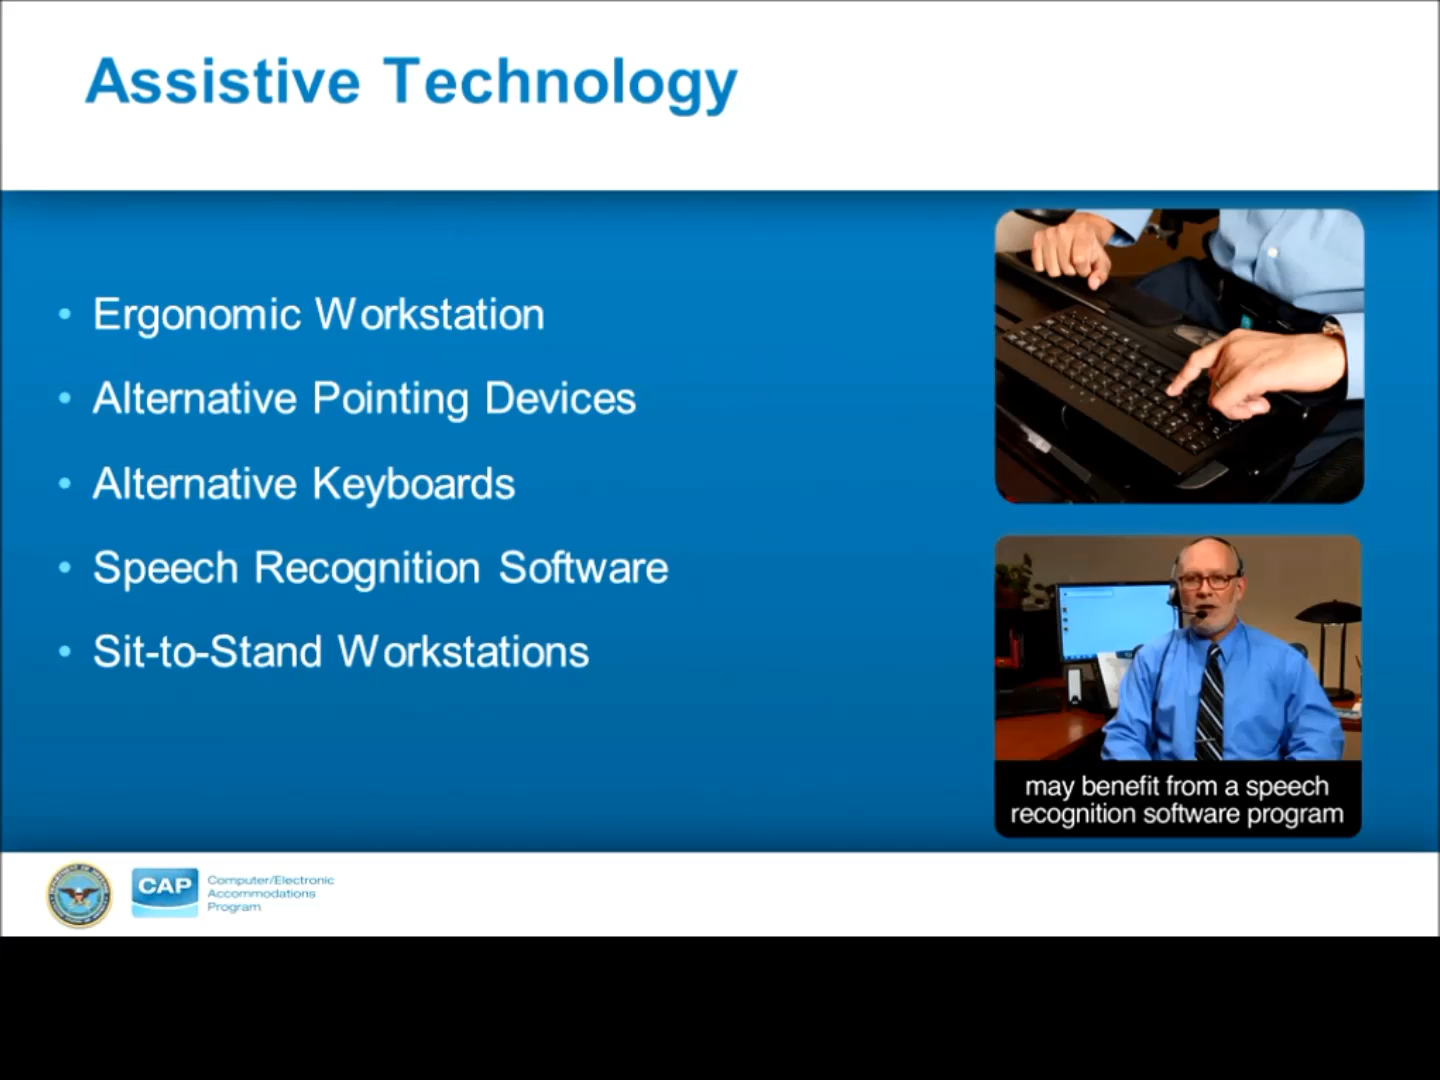 Assistive Technology
• Ergonomic Workstation
• Alternative Pointing Devices
• Alternative Keyboards
• Speech Recognition Software
• Sit-to-Stand Workstations
may benefit from a speech
recognition software program
CAP
Computer/Electronic
Accommodations
Program